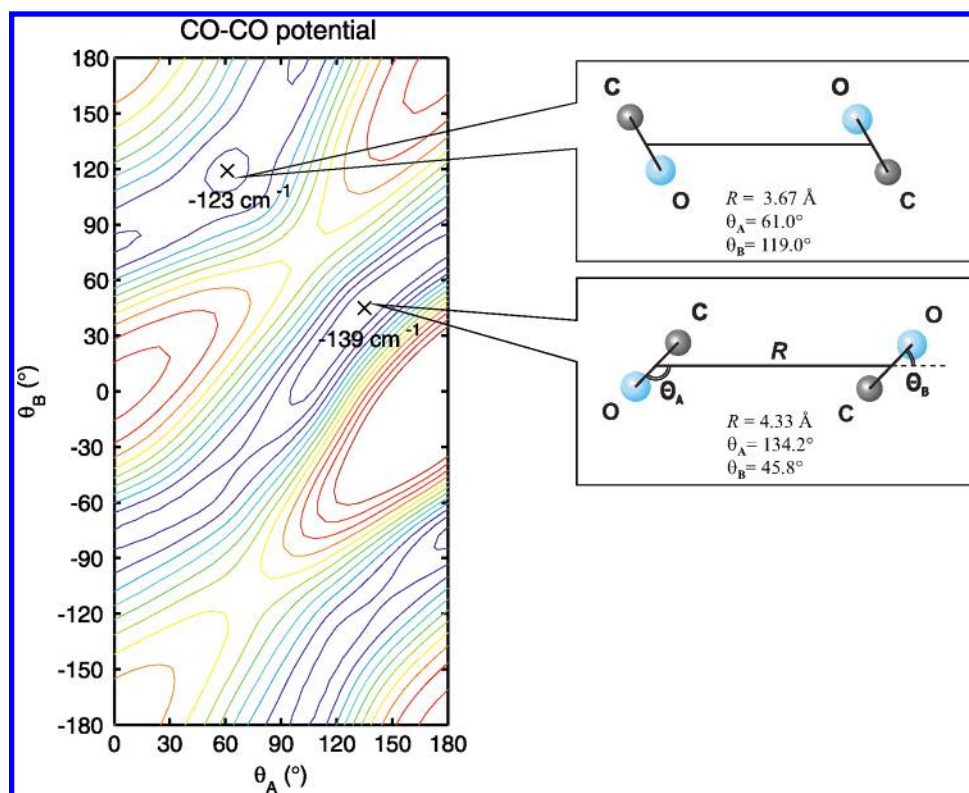 CO-CO potential
180
150
120
90
60
30
0
-30
-60
-90
-120
-150
-180
θB (°)
0 30 60 90 120 150 180
θA (°)
-123 cm-1
-139 cm-1
C O
O C
R = 3.67 Å
θA= 61.0°
θB= 119.0°
C O
R
ΘA ΘB
O C
R = 4.33 Å
θA= 134.2°
θB= 45.8°